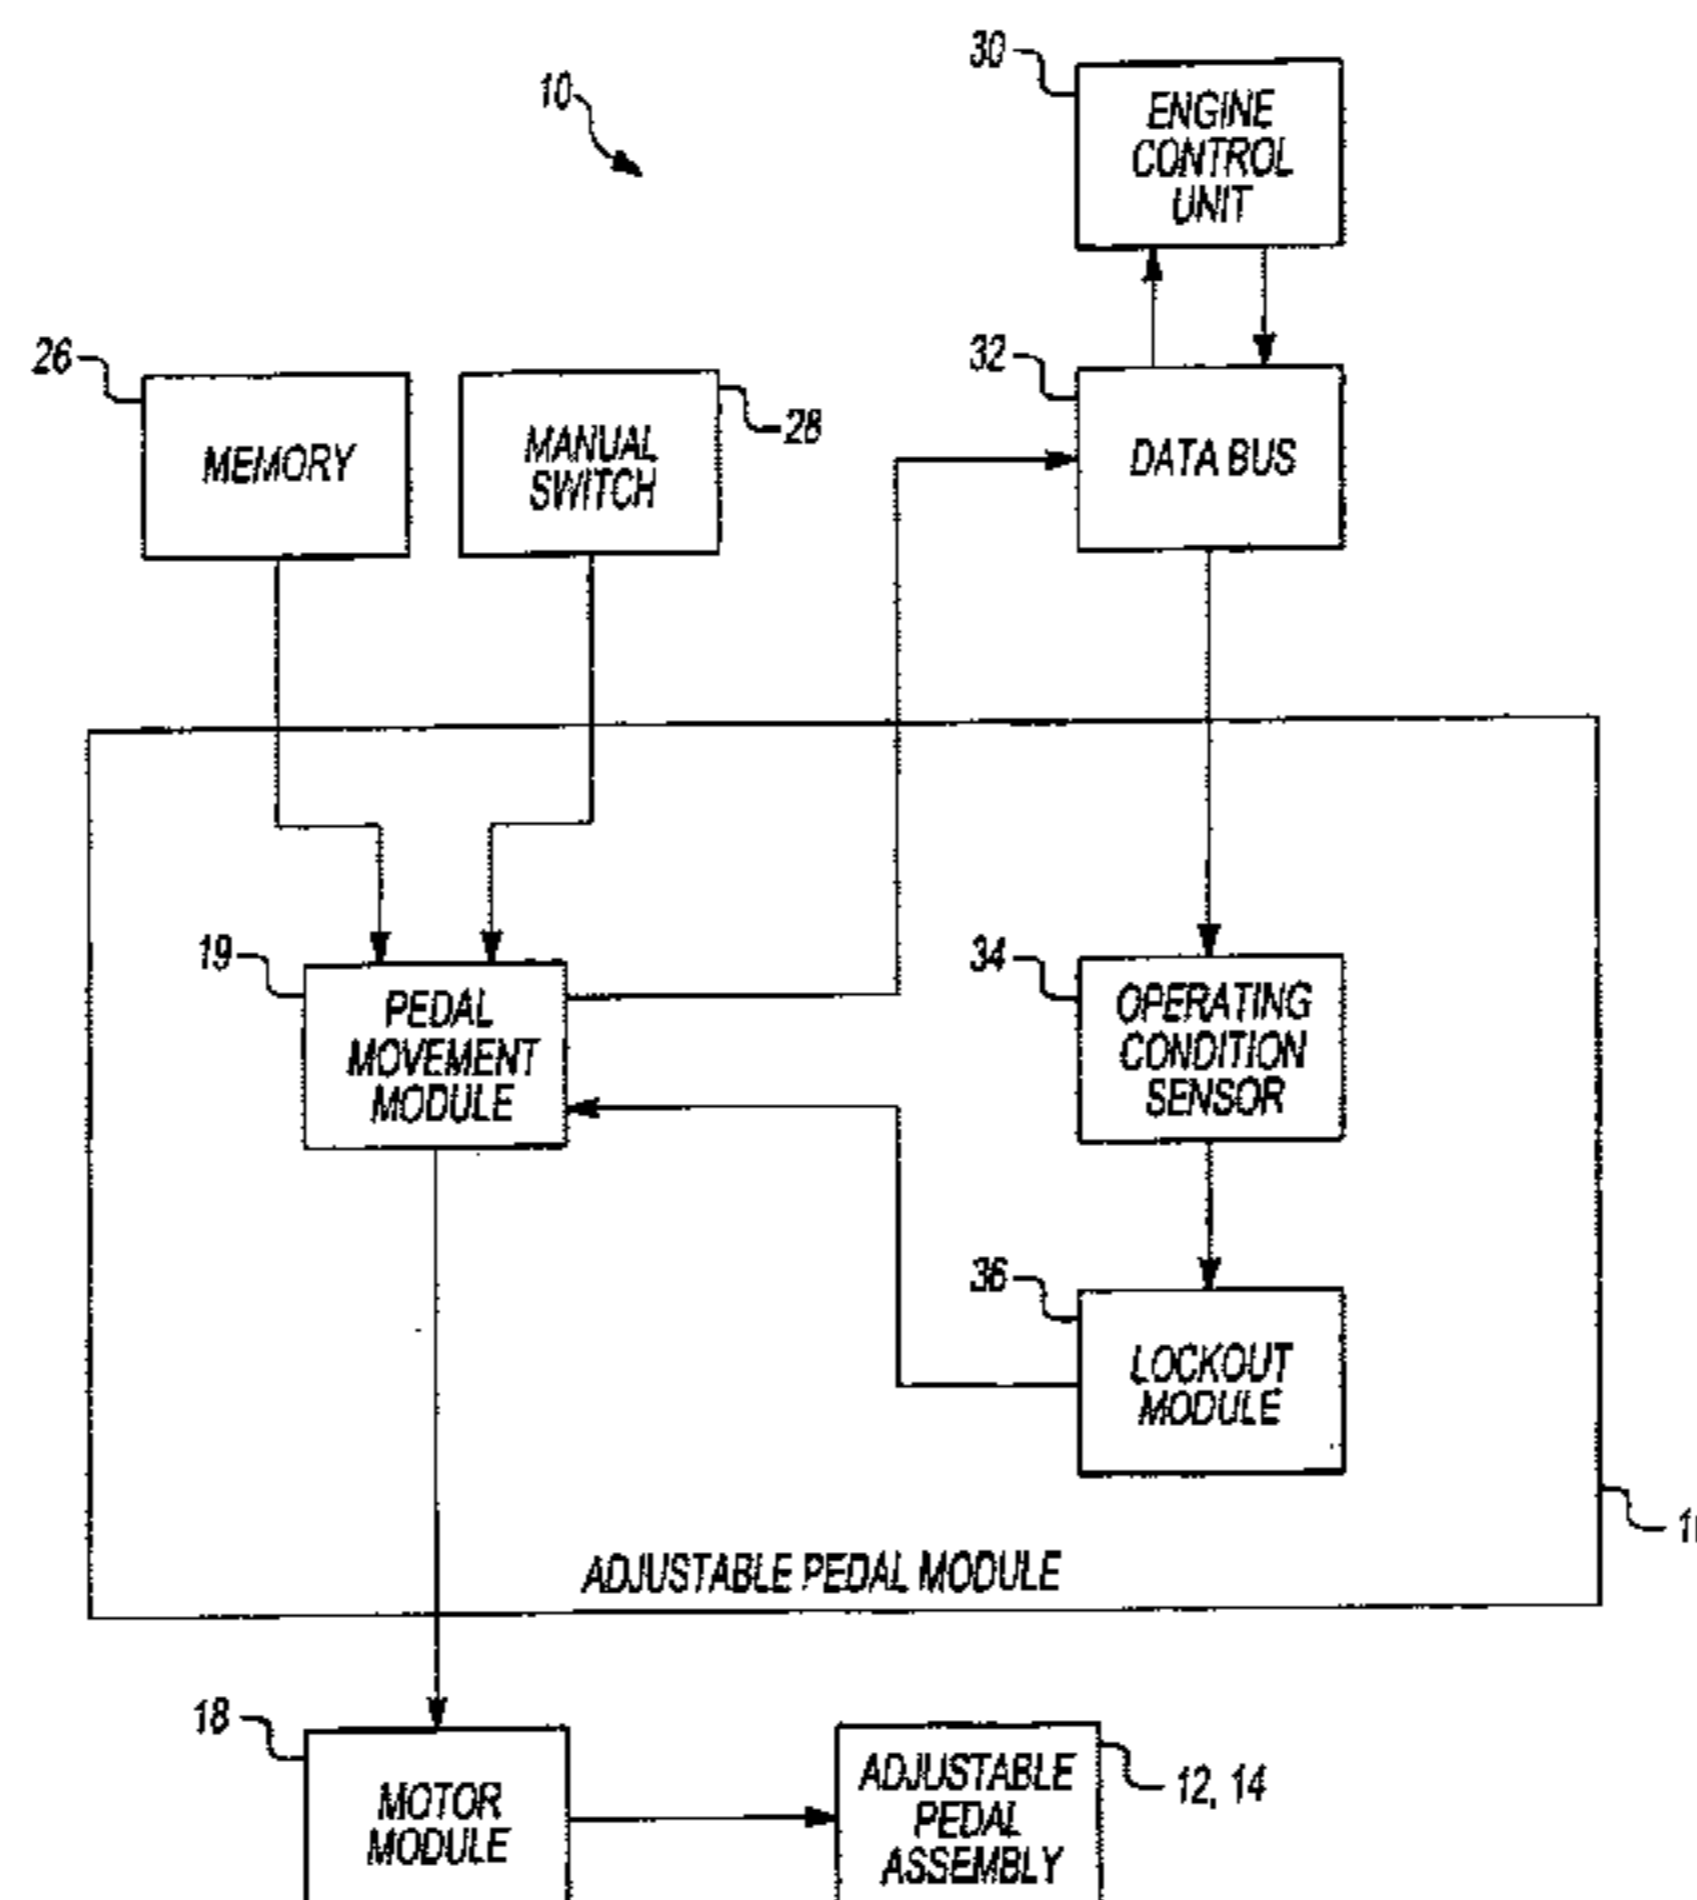 30
10
ENGINE
CONTROL
UNIT
26
32
28
MEMORY
MANUAL
SWITCH
DATA BUS
19
34
PEDAL
MOVEMENT
MODULE
OPERATING
CONDITION
SENSOR
36
LOCKOUT
MODULE
ADJUSTABLE PEDAL MODULE
18
12, 14
MOTOR
MODULE
ADJUSTABLE
PEDAL
ASSEMBLY